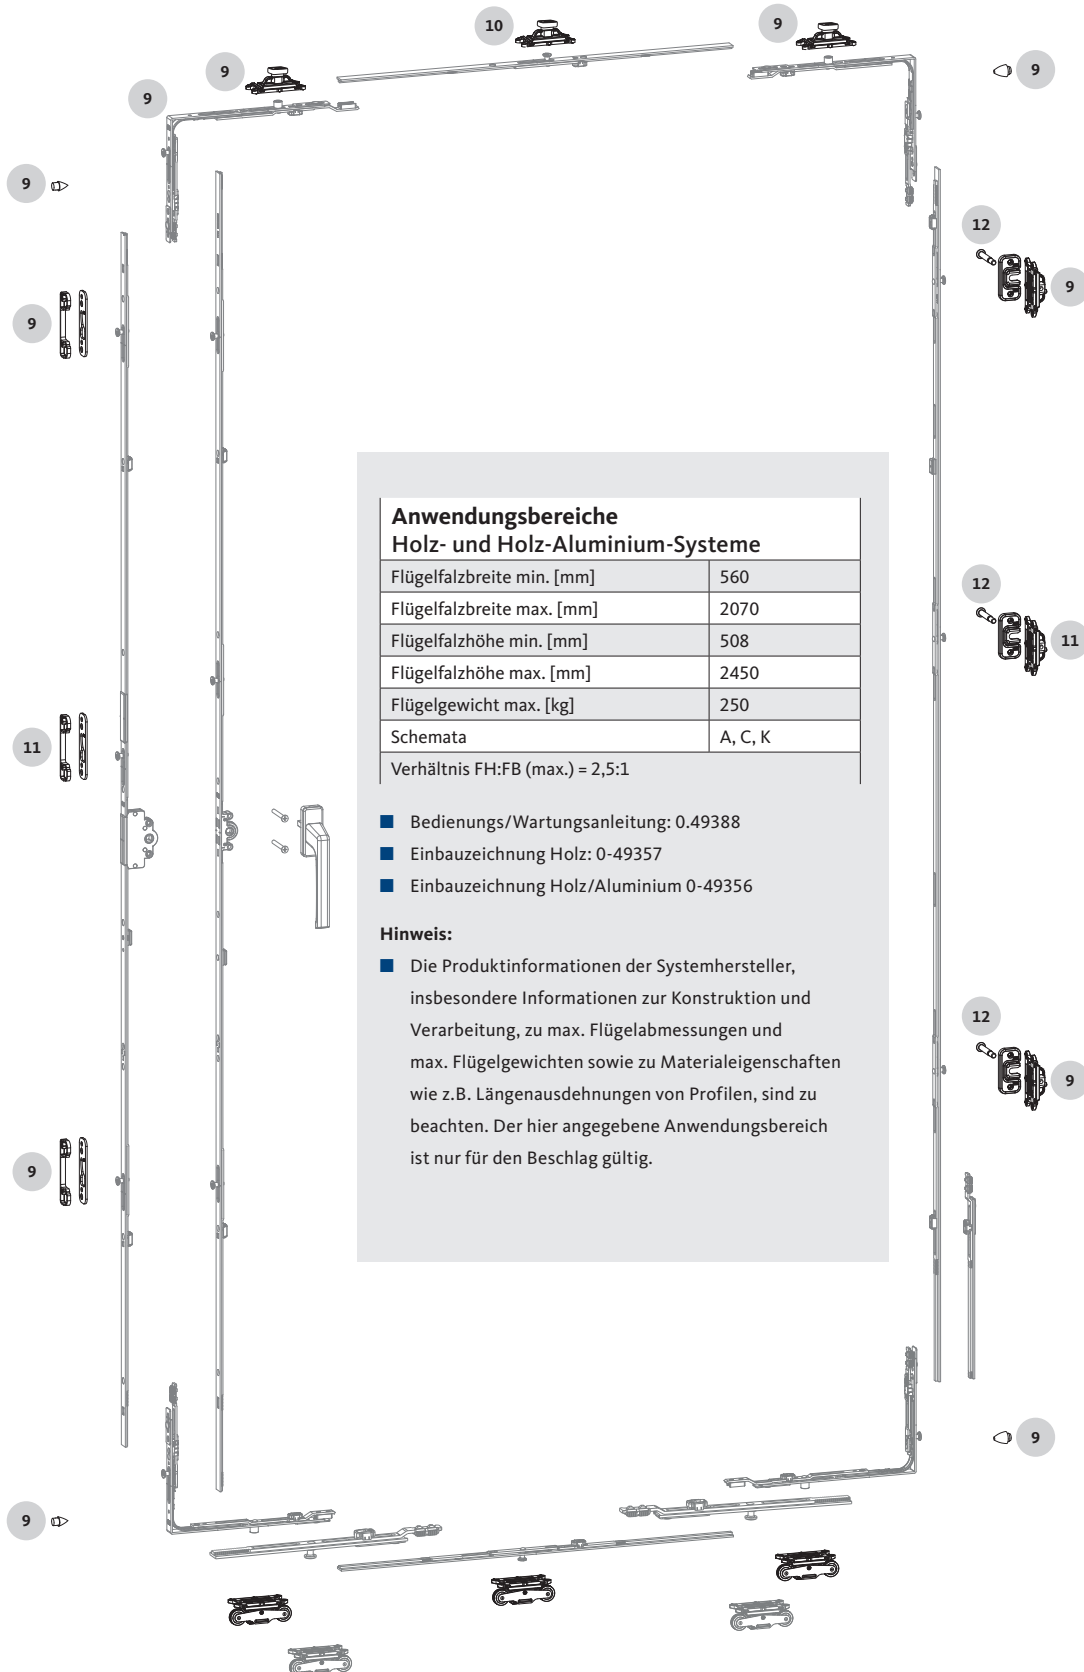 10
9
9
9
9
9
12
9
9
12
11
11
12
9
9
9
9
Anwendungsbereiche
Holz- und Holz-Aluminium-Systeme
Flügelfalzbreite min. [mm] 560
Flügelfalzbreite max. [mm] 2070
Flügelfalzhöhe min. [mm] 508
Flügelfalzhöhe max. [mm] 2450
Flügelgewicht max. [kg] 250
Schemata A, C, K
Verhältnis FH:FB (max.) = 2,5:1
Bedienungs/Wartungsanleitung: 0.49388
Einbauzeichnung Holz: 0-49357
Einbauzeichnung Holz/Aluminium 0-49356
Hinweis:
Die Produktinformationen der Systemhersteller,
insbesondere Informationen zur Konstruktion und
Verarbeitung, zu max. Flügelabmessungen und
max. Flügelgewichten sowie zu Materialeigenschaften
wie z.B. Längenausdehnungen von Profilen, sind zu
beachten. Der hier angegebene Anwendungsbereich
ist nur für den Beschlag gültig.